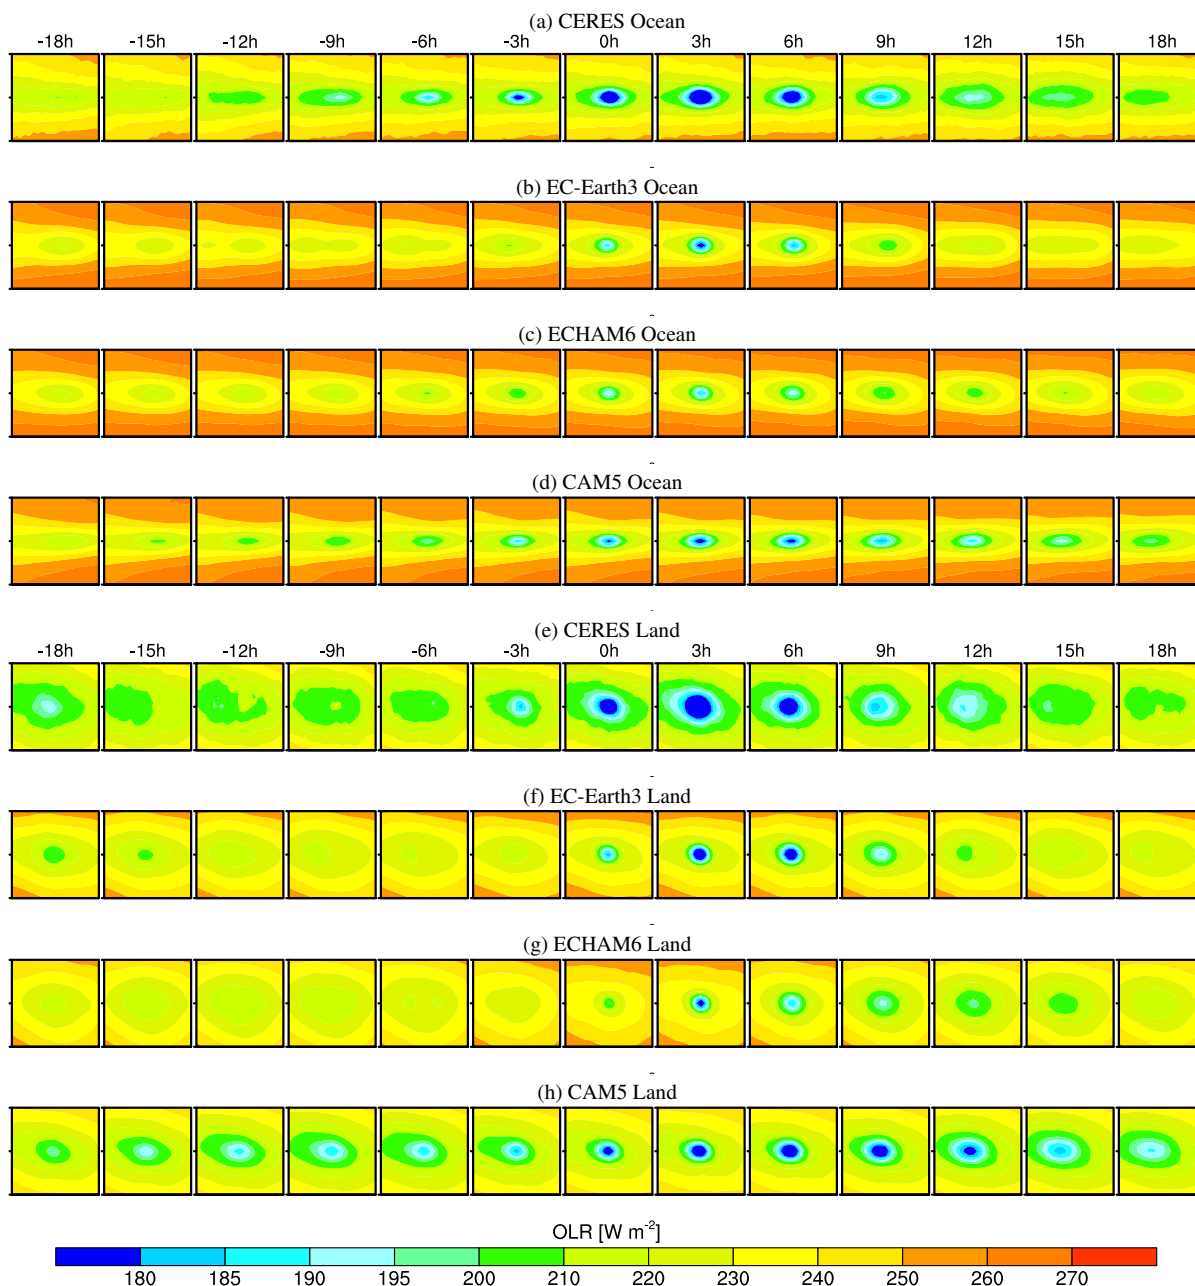 (a) CERES Ocean
-18h -15h -12h -9h -6h -3h 0h 3h 6h 9h 12h 15h 18h
(b) EC-Earth3 Ocean
(c) ECHAM6 Ocean
(d) CAM5 Ocean
(e) CERES Land
-18h -15h -12h -9h -6h -3h 0h 3h 6h 9h 12h 15h 18h
(f) EC-Earth3 Land
(g) ECHAM6 Land
(h) CAM5 Land
OLR [W m-2]
180 185 190 195 200 210 220 230 240 250 260 270